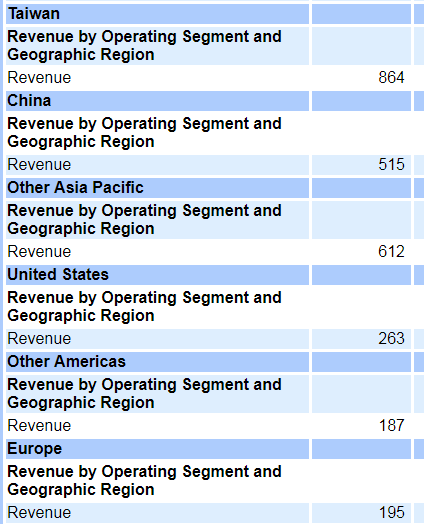 Taiwan
Revenue by Operating Segment and
Geographic Region
Revenue 864
China
Revenue by Operating Segment and
Geographic Region
Revenue 515
Other Asia Pacific
Revenue by Operating Segment and
Geographic Region
Revenue 612
United States
Revenue by Operating Segment and
Geographic Region
Revenue 263
Other Americas
Revenue by Operating Segment and
Geographic Region
Revenue 187
Europe
Revenue by Operating Segment and
Geographic Region
Revenue 195